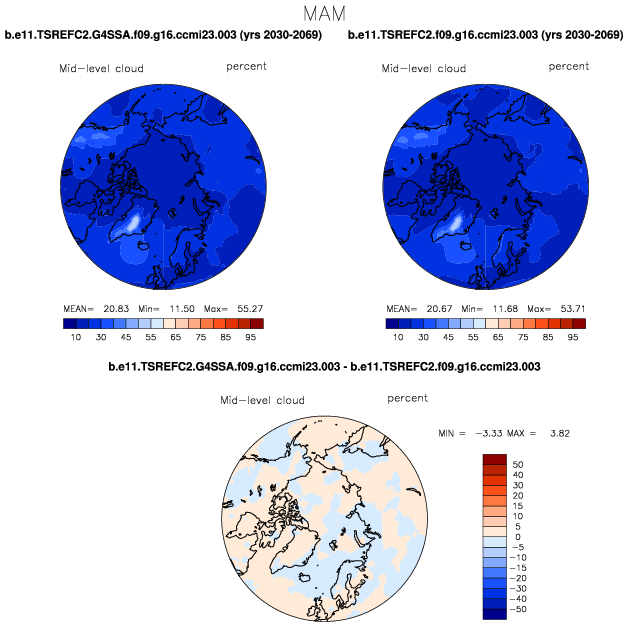 MAM
b.e11.TSREFC2.G4SSA.f09.g16.ccmi23.003 (yrs 2030-2069)
b.e11.TSREFC2.f09.g16.ccmi23.003 (yrs 2030-2069)
Mid-level cloud percent
Mid-level cloud percent
MEAN= 20.83 Min= 11.50 Max= 55.27
MEAN= 20.67 Min= 11.68 Max= 53.71
10 30 45 55 65 75 85 95
10 30 45 55 65 75 85 95
b.e11.TSREFC2.G4SSA.f09.g16.ccmi23.003 - b.e11.TSREFC2.f09.g16.ccmi23.003
Mid-level cloud percent
MIN = -3.33 MAX = 3.82
50
40
30
20
15
10
5
0
-5
-10
-15
-20
-30
-40
-50